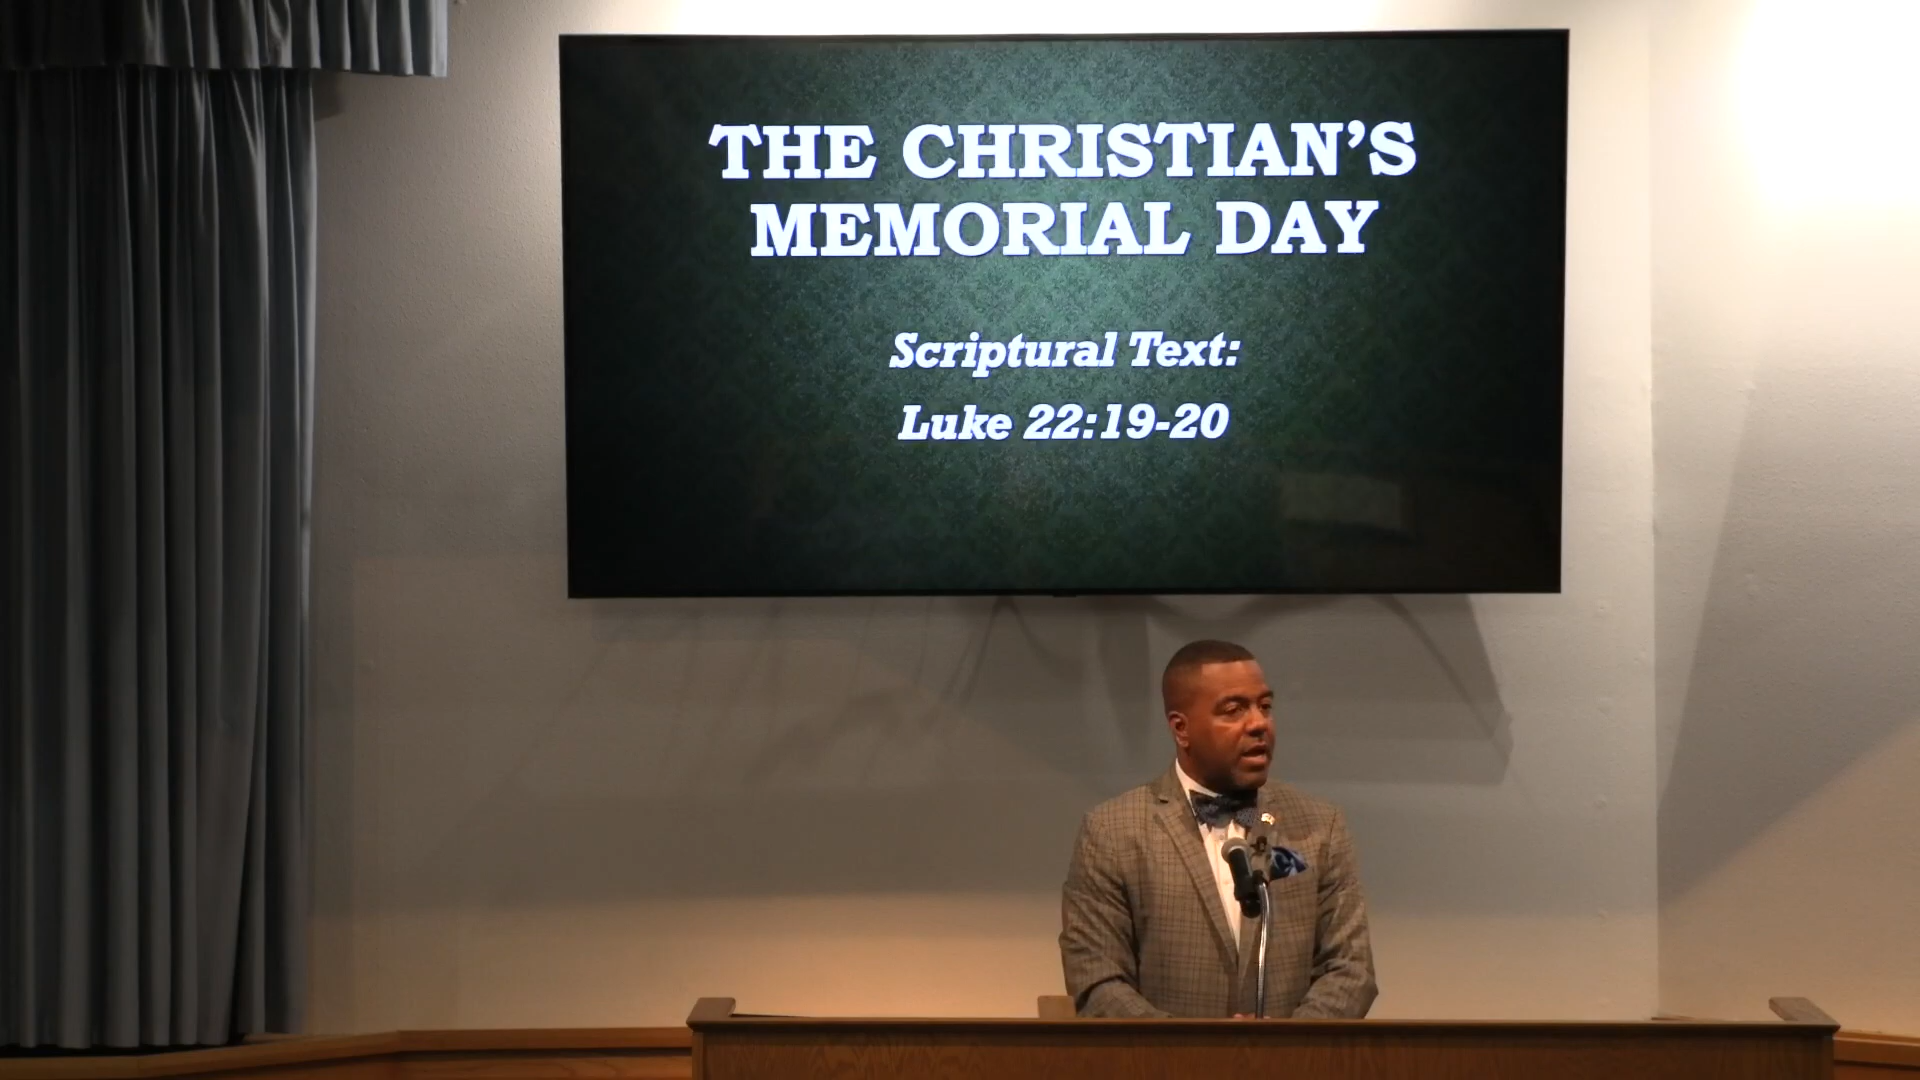 THE CHRISTIAN’S
MEMORIAL DAY
Scriptural Text:
Luke 22:19-20